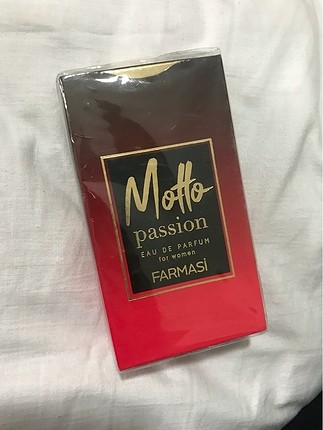 Motto
passion
EAU DE PARFUM
for women
FARMASİ